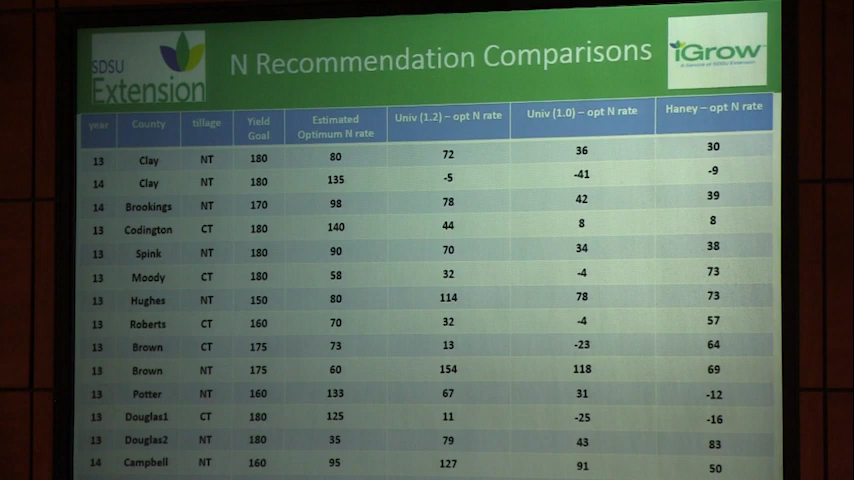 SDSU
Extension
N Recommendation Comparisons
iGrow
A Service of SDSU Extension
year County tillage Yield Goal Estimated Optimum N rate Univ (1.2) – opt N rate Univ (1.0) – opt N rate Haney – opt N rate
13 Clay NT 180 80 72 36 30
14 Clay NT 180 135 -5 -41 -9
14 Brookings NT 170 98 78 42 39
13 Codington CT 180 140 44 8 8
13 Spink NT 180 90 70 34 38
13 Moody CT 180 58 32 -4 73
13 Hughes NT 150 80 114 78 73
13 Roberts CT 160 70 32 -4 57
13 Brown CT 175 73 13 -23 64
13 Brown NT 175 60 154 118 69
13 Potter NT 160 133 67 31 -12
13 Douglas1 CT 180 125 11 -25 -16
13 Douglas2 NT 180 35 79 43 83
14 Campbell NT 160 95 127 91 50